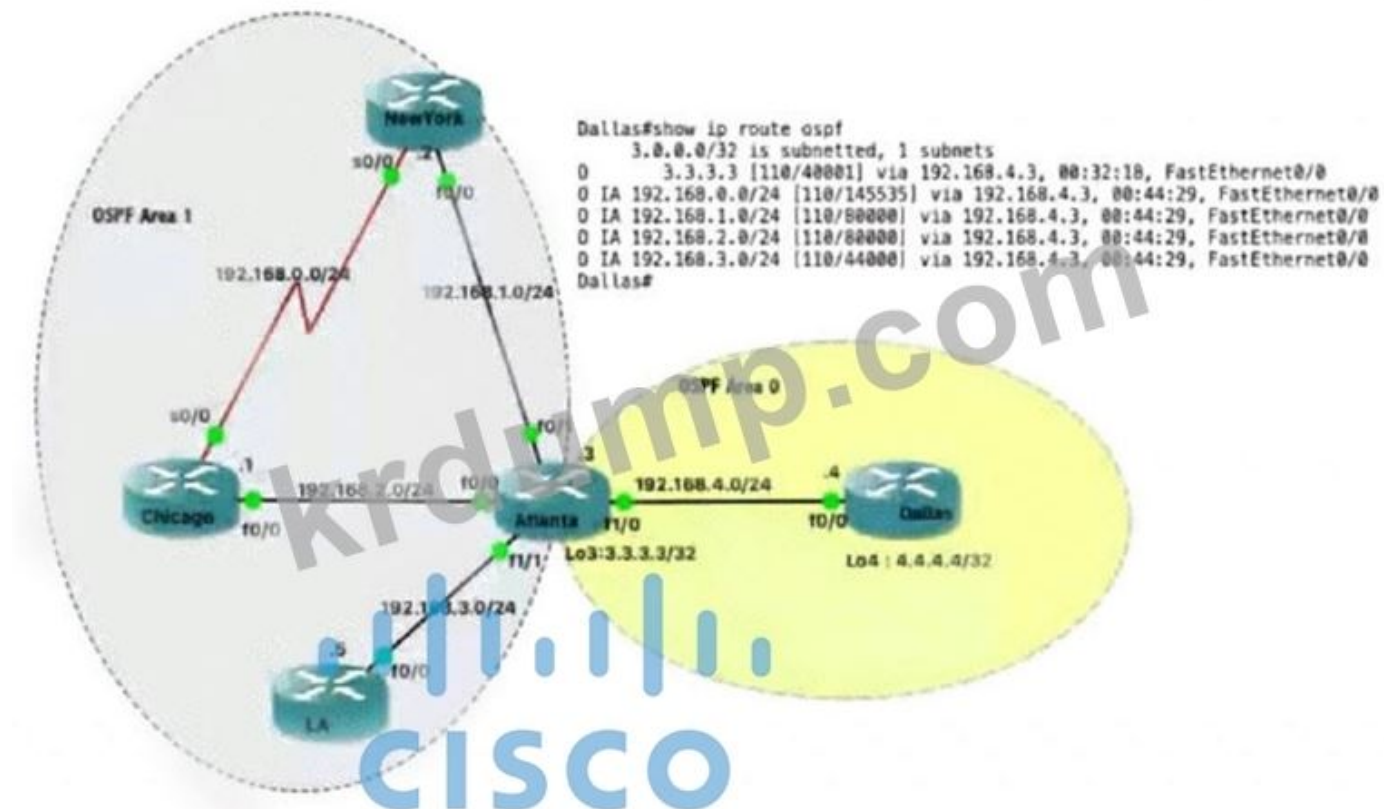 NewYork
.2
s0/0
f0/0
OSPF Area 1
192.168.0.0/24
192.168.1.0/24
Dallas#show ip route ospf
3.0.0.0/32 is subnetted, 1 subnets
O 3.3.3.3 [110/40001] via 192.168.4.3, 00:32:18, FastEthernet0/0
O IA 192.168.0.0/24 [110/145535] via 192.168.4.3, 00:44:29, FastEthernet0/0
O IA 192.168.1.0/24 [110/80000] via 192.168.4.3, 00:44:29, FastEthernet0/0
O IA 192.168.2.0/24 [110/80000] via 192.168.4.3, 00:44:29, FastEthernet0/0
O IA 192.168.3.0/24 [110/44000] via 192.168.4.3, 00:44:29, FastEthernet0/0
Dallas#
OSPF Area 0
s0/0
f0/1
.1
.3
.4
192.168.2.0/24
f0/0
192.168.4.0/24
Chicago
f0/0
Atlanta
f1/0
f0/0
Dallas
f1/1
Lo3:3.3.3.3/32
Lo4 : 4.4.4.4/32
192.168.3.0/24
.5
f0/0
LA
krdump.com
CISCO